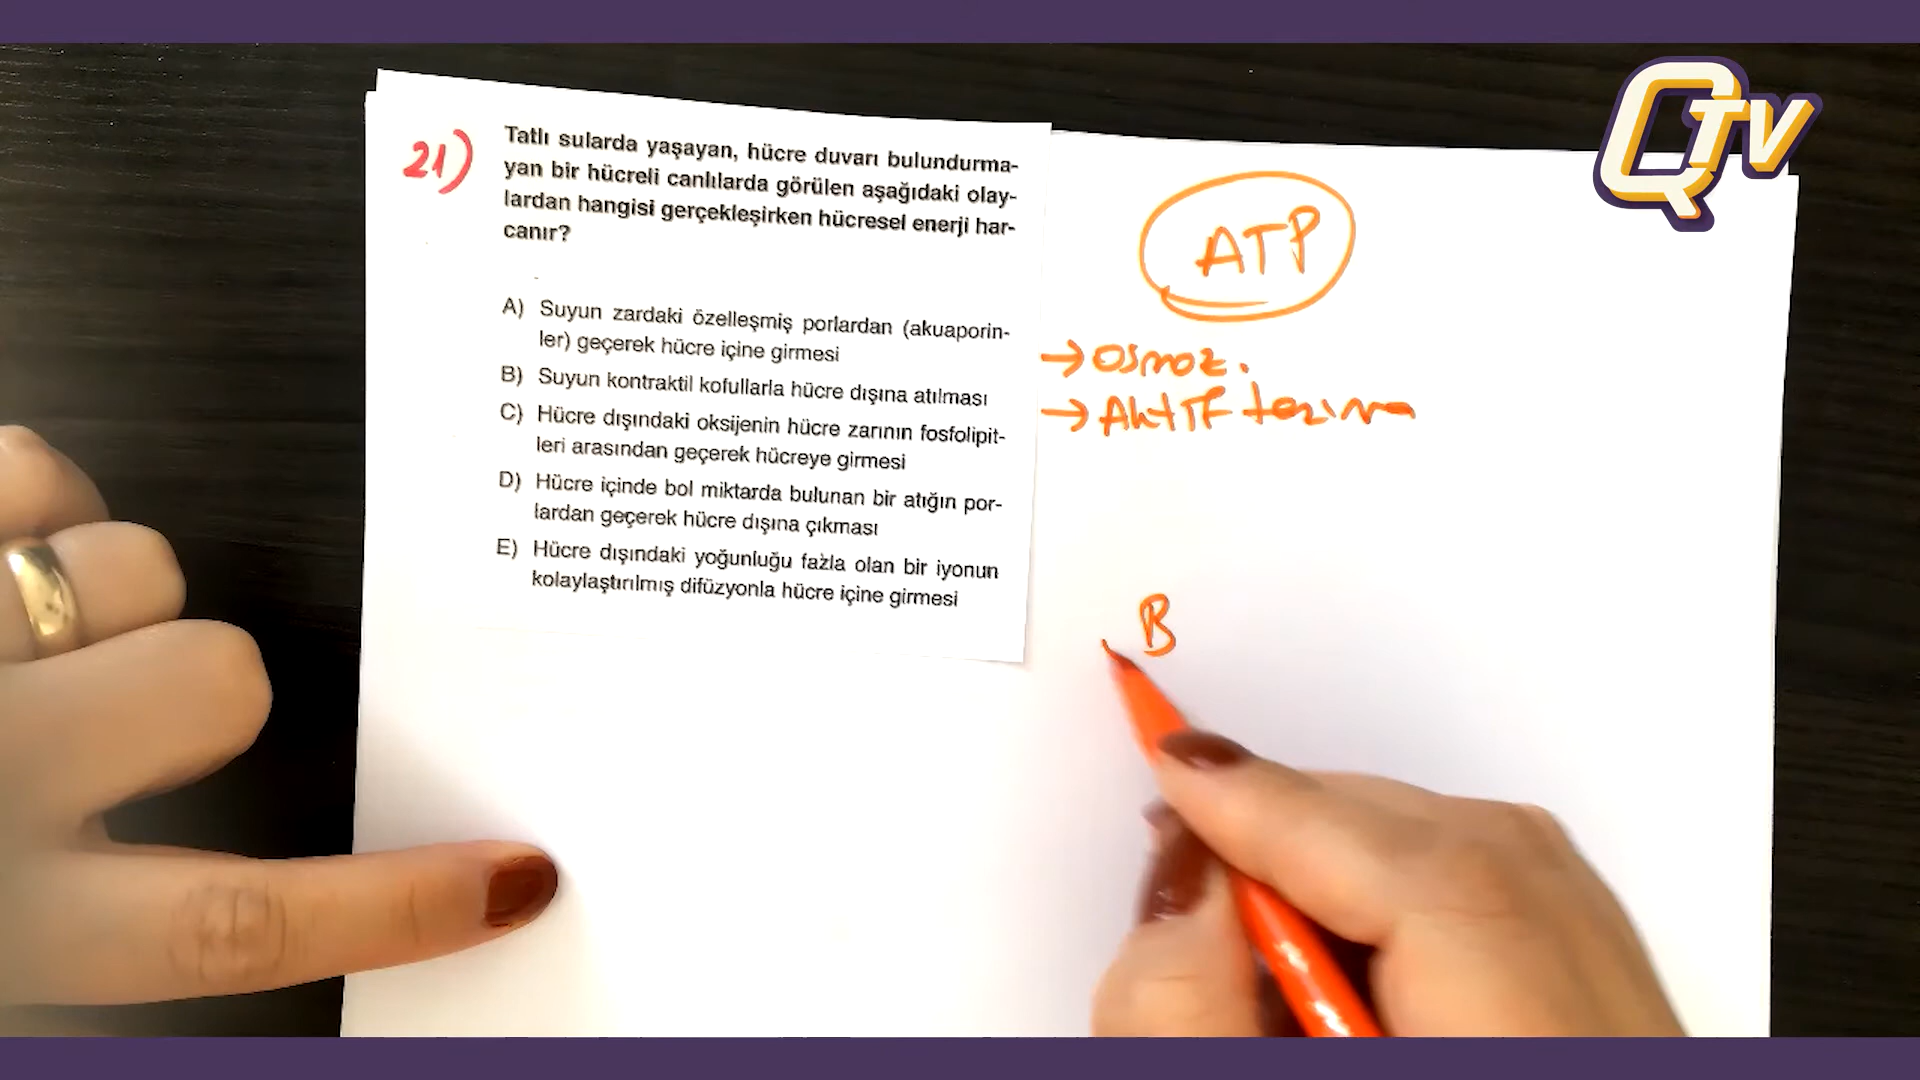 QTV
21)
Tatlı sularda yaşayan, hücre duvarı bulundurma-
yan bir hücreli canlılarda görülen aşağıdaki olay-
lardan hangisi gerçekleşirken hücresel enerji har-
canır?
A) Suyun zardaki özelleşmiş porlardan (akuaporin-
ler) geçerek hücre içine girmesi
B) Suyun kontraktil kofullarla hücre dışına atılması
C) Hücre dışındaki oksijenin hücre zarının fosfolipit-
leri arasından geçerek hücreye girmesi
D) Hücre içinde bol miktarda bulunan bir atığın por-
lardan geçerek hücre dışına çıkması
E) Hücre dışındaki yoğunluğu fazla olan bir iyonun
kolaylaştırılmış difüzyonla hücre içine girmesi
ATP
→ osmoz.
→ Aktif taşıma
B